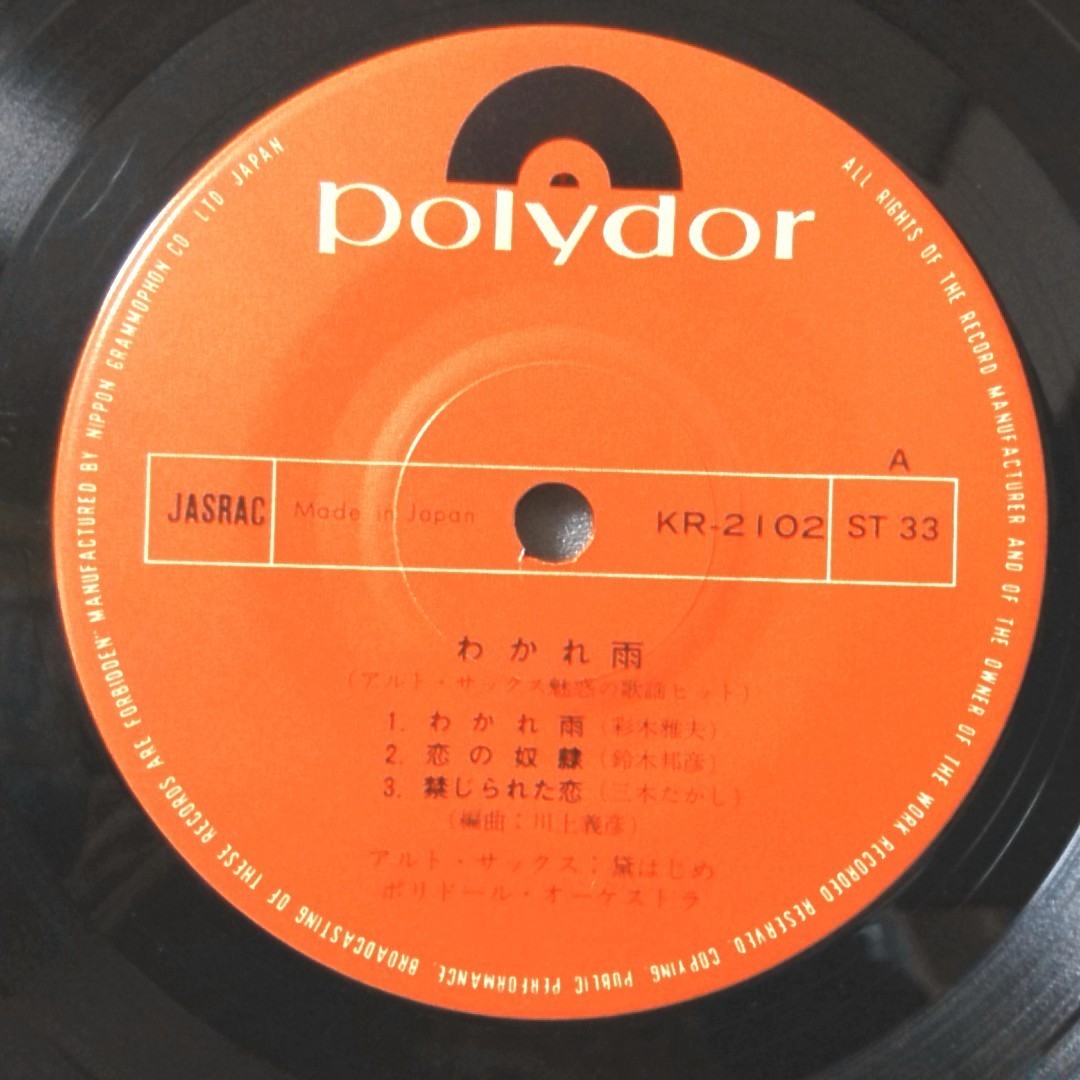 polydor
MANUFACTURED BY NIPPON GRAMMOPHON CO LTD JAPAN
ALL RIGHTS OF THE RECORD MANUFACTURER AND OF THE OWNER OF THE WORK RECORDED RESERVED. COPYING, PUBLIC PERFORMANCE, BROADCASTING OF THESE RECORDS ARE FORBIDDEN.
A
JASRAC Made in Japan KR-2102 ST 33
わかれ雨
(アルト・サックス魅惑の歌謡ヒット)
1. わかれ雨 (彩木雅夫)
2. 恋の奴隷 (鈴木邦彦)
3. 禁じられた恋 (三木たかし)
(編曲:川上義彦)
アルト・サックス:黛はじめ
ポリドール・オーケストラ